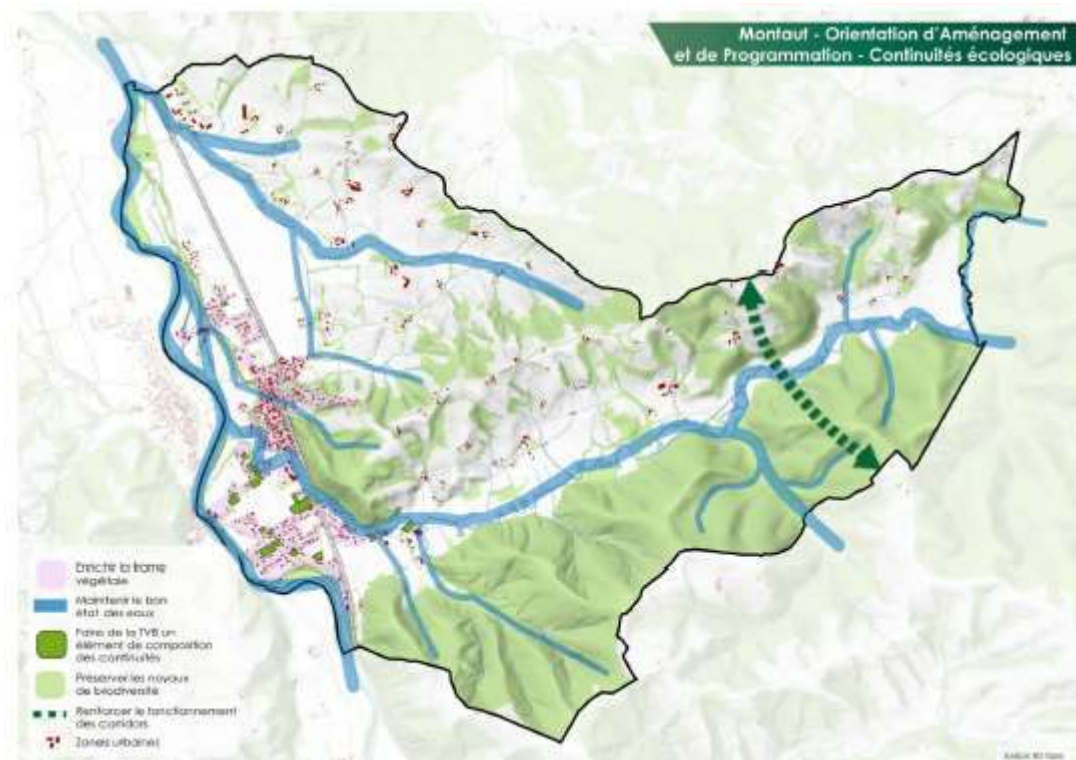 Montaut - Orientation d'Aménagement
et de Programmation - Continuités écologiques
Enrichir la trame
végétale
Maintenir le bon
état des eaux
Faire de la TVB un
élément de composition
des continuités
Préserver les noyaux
de biodiversité
Renforcer le fonctionnement
des corridors
Zones urbaines